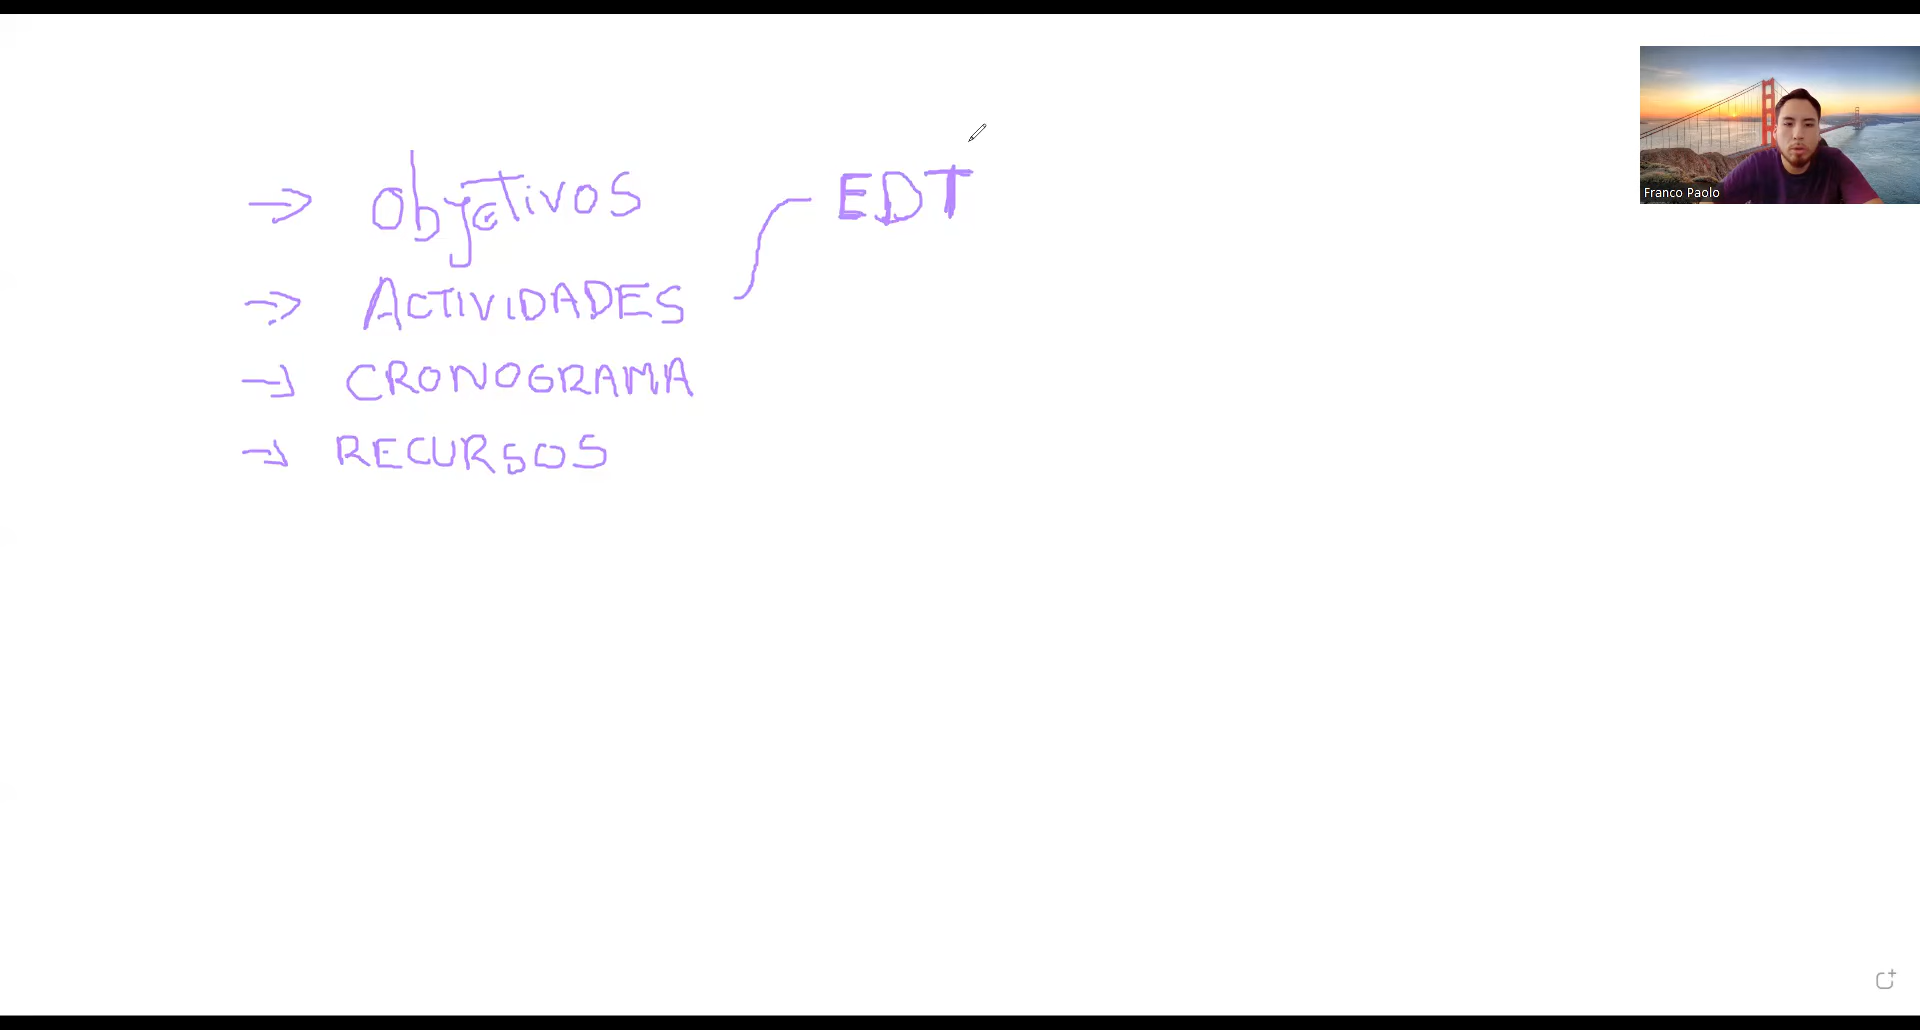 → Objetivos
EDT
→ ACTIVIDADES
→ CRONOGRAMA
→ RECURSOS
Franco Paolo